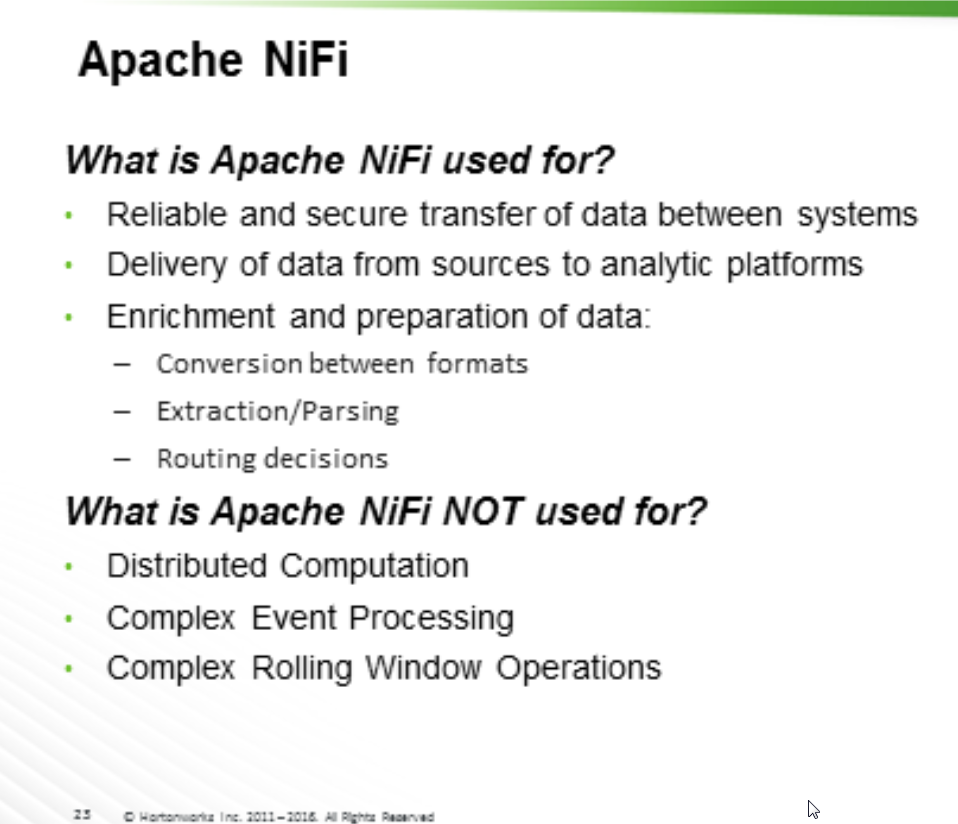 Apache NiFi
What is Apache NiFi used for?
• Reliable and secure transfer of data between systems
• Delivery of data from sources to analytic platforms
• Enrichment and preparation of data:
– Conversion between formats
– Extraction/Parsing
– Routing decisions
What is Apache NiFi NOT used for?
• Distributed Computation
• Complex Event Processing
• Complex Rolling Window Operations
23 © Hortonworks Inc. 2011–2016. All Rights Reserved